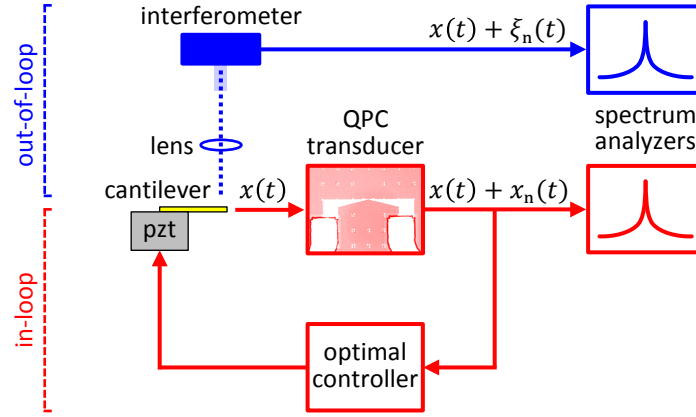 interferometer
x(t) + ξₙ(t)
out-of-loop
lens
QPC
transducer
spectrum
analyzers
cantilever
x(t)
x(t) + xₙ(t)
pzt
in-loop
optimal
controller